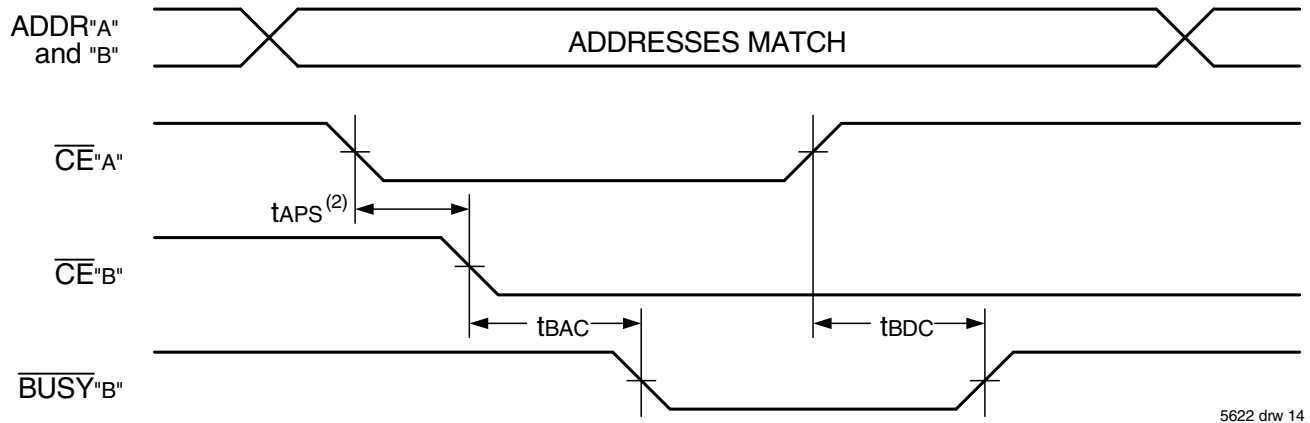 ADDR"A"
and "B"
ADDRESSES MATCH
CE"A"
tAPS(2)
CE"B"
tBAC
tBDC
BUSY"B"
5622 drw 14